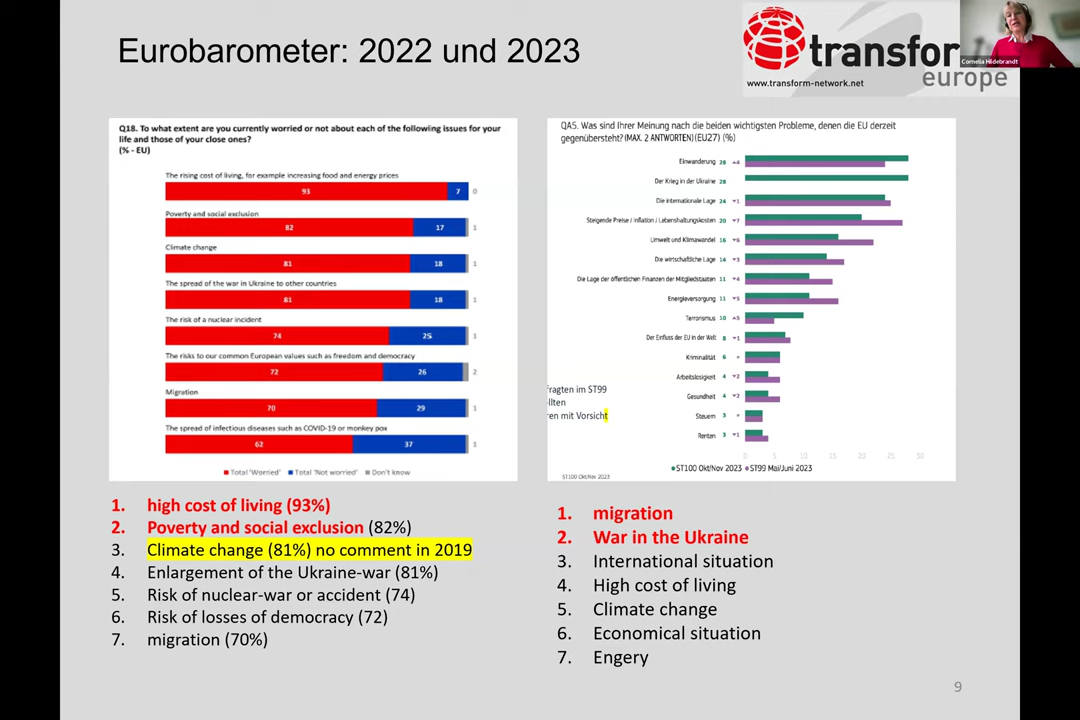 Eurobarometer: 2022 und 2023
transfor
europe
www.transform-network.net
Cornelia Hildebrandt
Q18. To what extent are you currently worried or not about each of the following issues for your
life and those of your close ones?
(% - EU)
The rising cost of living, for example increasing food and energy prices
93 7 0
Poverty and social exclusion
82 17 1
Climate change
81 18 1
The spread of the war in Ukraine to other countries
81 18 1
The risk of a nuclear incident
74 25 1
The risks to our common European values such as freedom and democracy
72 26 2
Migration
70 29 1
The spread of infectious diseases such as COVID-19 or monkey pox
62 37 1
Total 'Worried' Total 'Not worried' Don't know
QA5. Was sind Ihrer Meinung nach die beiden wichtigsten Probleme, denen die EU derzeit
gegenübersteht? (MAX. 2 ANTWORTEN) (EU27) (%)
Einwanderung 28 ▲4
Der Krieg in der Ukraine 28
Die internationale Lage 24 ▼1
Steigende Preise / Inflation / Lebenshaltungskosten 20 ▼7
Umwelt und Klimawandel 16 ▼6
Die wirtschaftliche Lage 14 ▼3
Die Lage der öffentlichen Finanzen der Mitgliedstaaten 11 ▼4
Energieversorgung 11 ▼5
Terrorismus 10 ▲5
Der Einfluss der EU in der Welt 8 ▼1
Kriminalität 6 =
Arbeitslosigkeit 4 ▼2
Gesundheit 4 ▼2
Steuern 3 =
Renten 3 ▼1
0 5 10 15 20 25 30
fragten im ST99
llten
ren mit Vorsicht
ST100 Okt/Nov 2023 ST99 Mai/Juni 2023
ST100 Okt/Nov 2023
1. high cost of living (93%)
2. Poverty and social exclusion (82%)
3. Climate change (81%) no comment in 2019
4. Enlargement of the Ukraine-war (81%)
5. Risk of nuclear-war or accident (74)
6. Risk of losses of democracy (72)
7. migration (70%)
1. migration
2. War in the Ukraine
3. International situation
4. High cost of living
5. Climate change
6. Economical situation
7. Engery
9